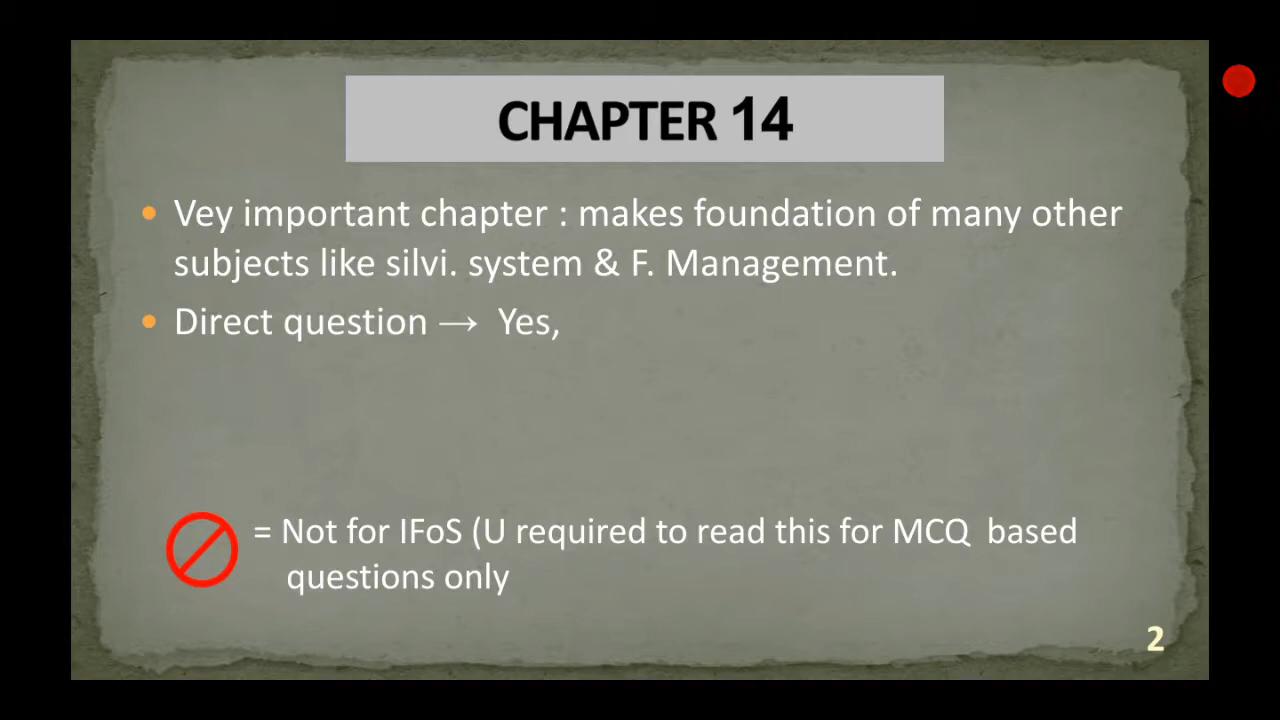 CHAPTER 14
• Vey important chapter : makes foundation of many other
subjects like silvi. system & F. Management.
• Direct question → Yes,
= Not for IFoS (U required to read this for MCQ based
questions only
2